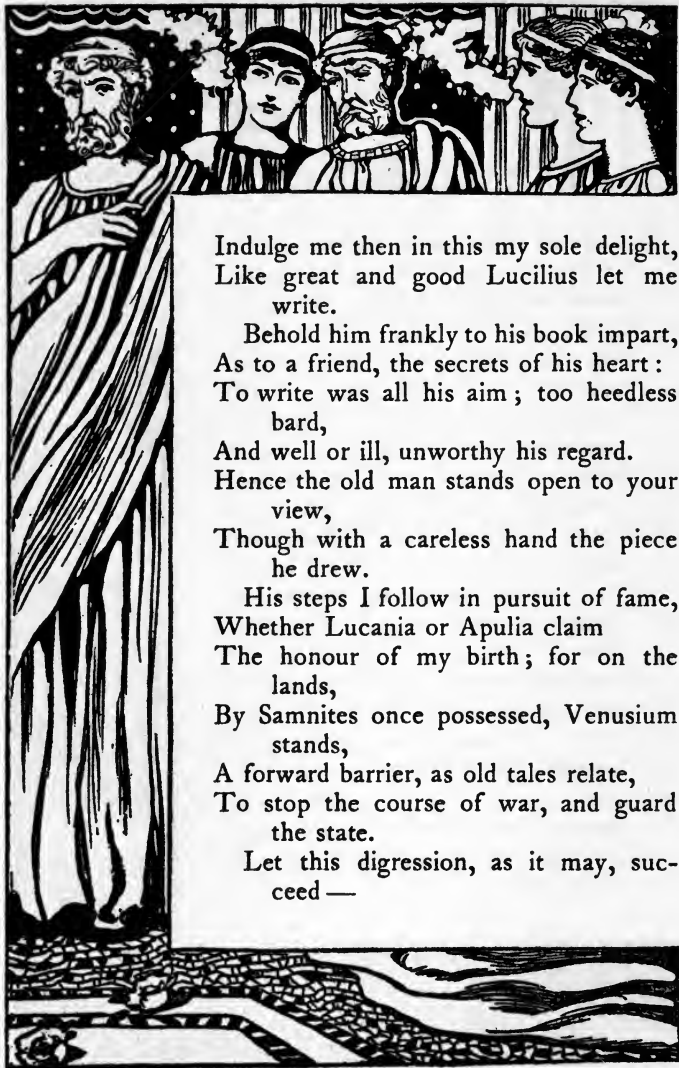 Indulge me then in this my sole delight,
Like great and good Lucilius let me
write.
Behold him frankly to his book impart,
As to a friend, the secrets of his heart :
To write was all his aim ; too heedless
bard,
And well or ill, unworthy his regard.
Hence the old man stands open to your
view,
Though with a careless hand the piece
he drew.
His steps I follow in pursuit of fame,
Whether Lucania or Apulia claim
The honour of my birth ; for on the
lands,
By Samnites once possessed, Venusium
stands,
A forward barrier, as old tales relate,
To stop the course of war, and guard
the state.
Let this digression, as it may, suc-
ceed —